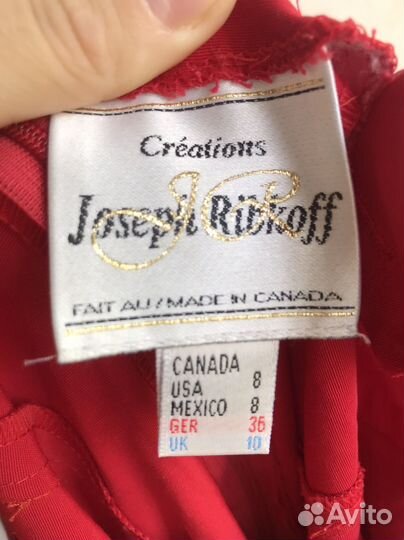 Créations
Joseph Ribkoff
FAIT AU/MADE IN CANADA
CANADA
USA 8
MEXICO 8
GER 36
UK 10
Avito